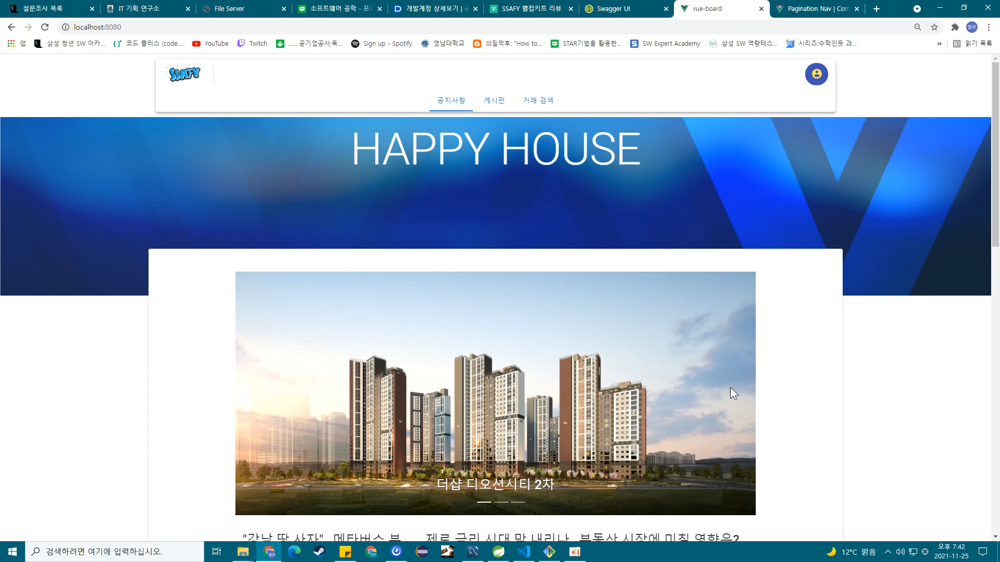 설문조사 목록
IT 기획 연구소
File Server
소프트웨어 공학 - 프
개발계정 상세보기 | 공
SSAFY 웰컴키트 리뷰
Swagger UI
vue-board
Pagination Nav | Com
localhost:8080
형우
앱
삼성 청년 SW 아카...
코드 플러스 (code....
YouTube
Twitch
...... 공기업공사,독...
Sign up - Spotify
영남대학교
쇠질덕후: "How to...
STAR기법을 활용한...
SW Expert Academy
삼성 SW 역량테스...
시리즈:수학인듯 과...
읽기 목록
SSAFY
공지사항
게시판
거래 검색
HAPPY HOUSE
더샵 디오션시티 2차
"강남 땅 사자"...메타버스 부...
제로 금리 시대 막 내리나...부동산 시장에 미칠 영향은?
검색하려면 여기에 입력하십시오.
12°C 맑음
오후 7:42
2021-11-25